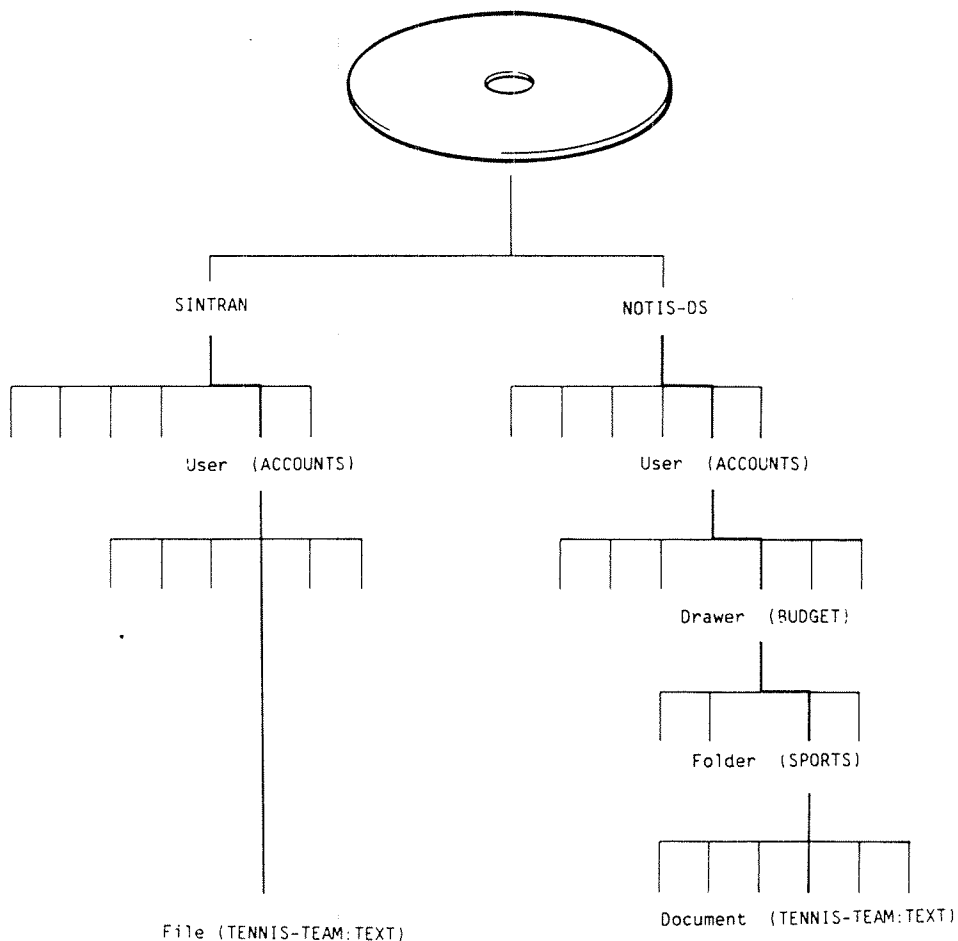 SINTRAN
NOTIS-DS
User (ACCOUNTS)
User (ACCOUNTS)
Drawer (BUDGET)
Folder (SPORTS)
File (TENNIS-TEAM:TEXT)
Document (TENNIS-TEAM:TEXT)